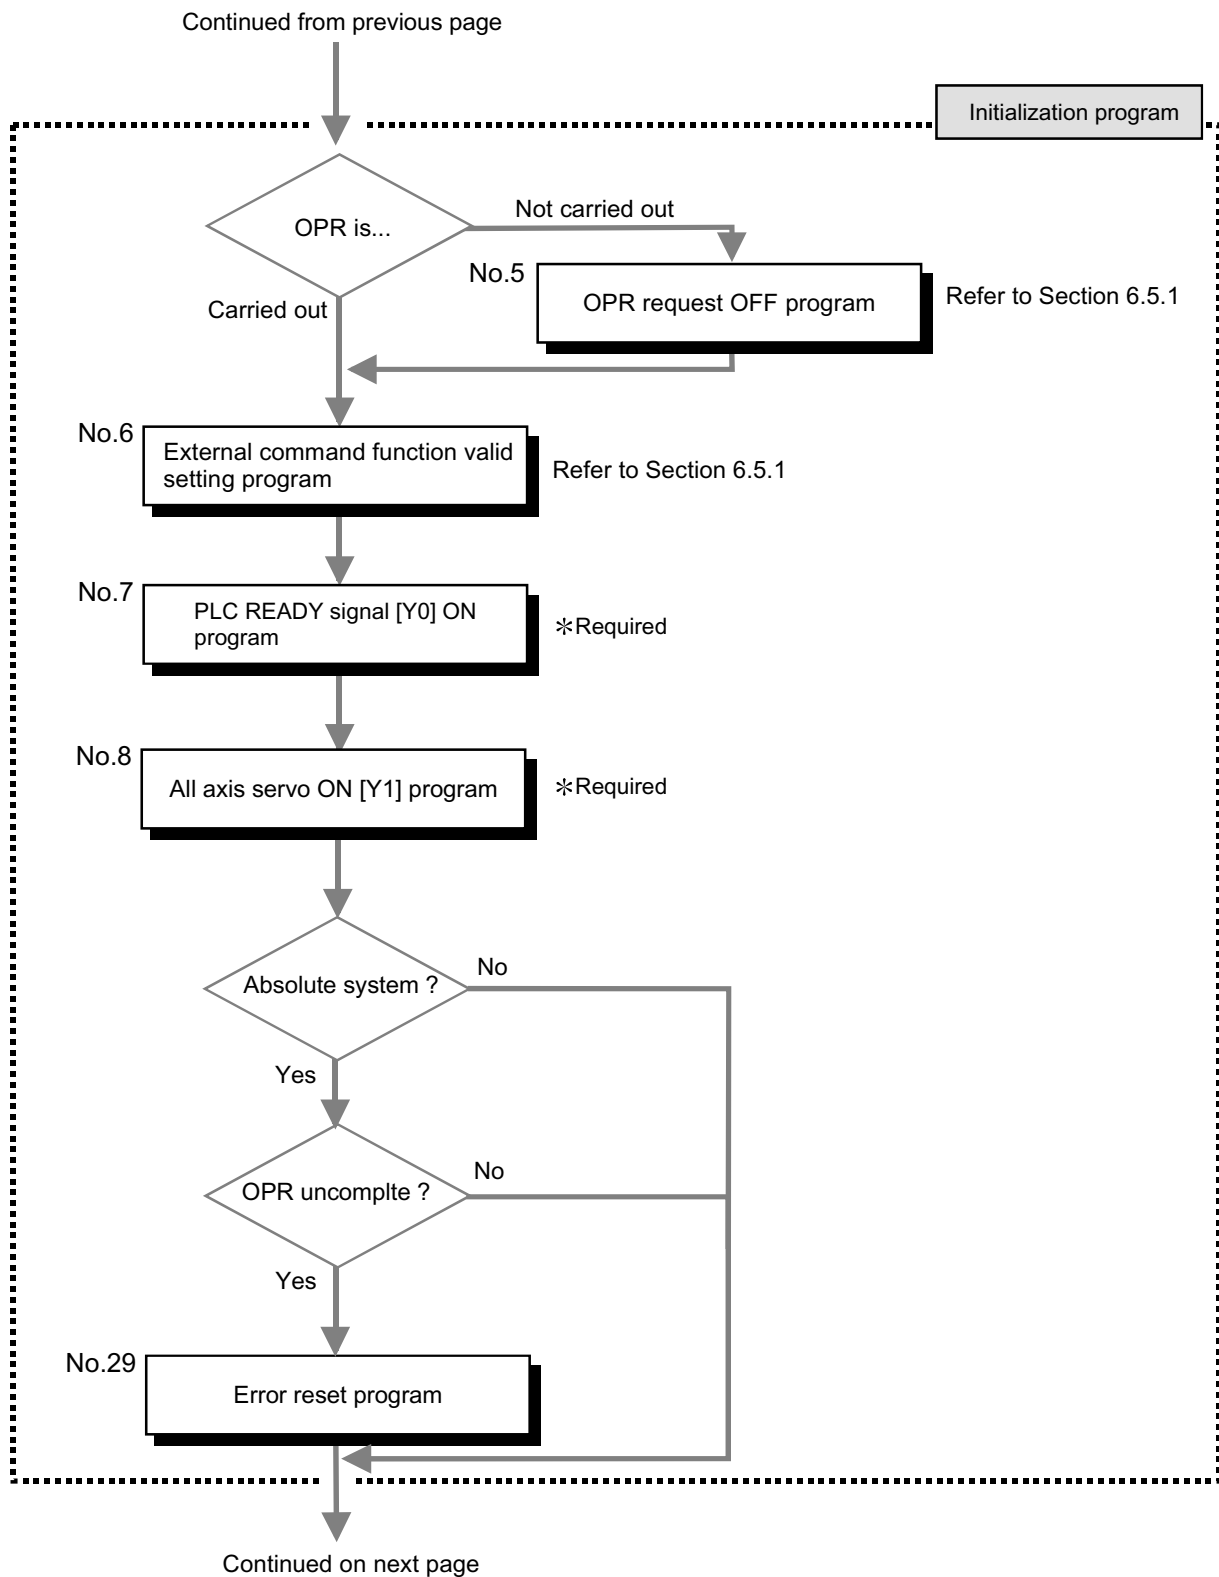 Continued from previous page
Initialization program
OPR is...
Not carried out
No.5
OPR request OFF program
Refer to Section 6.5.1
Carried out
No.6
External command function valid
setting program
Refer to Section 6.5.1
No.7
PLC READY signal [Y0] ON
program
*Required
No.8
All axis servo ON [Y1] program
*Required
Absolute system ?
No
Yes
OPR uncomplte ?
No
Yes
No.29
Error reset program
Continued on next page